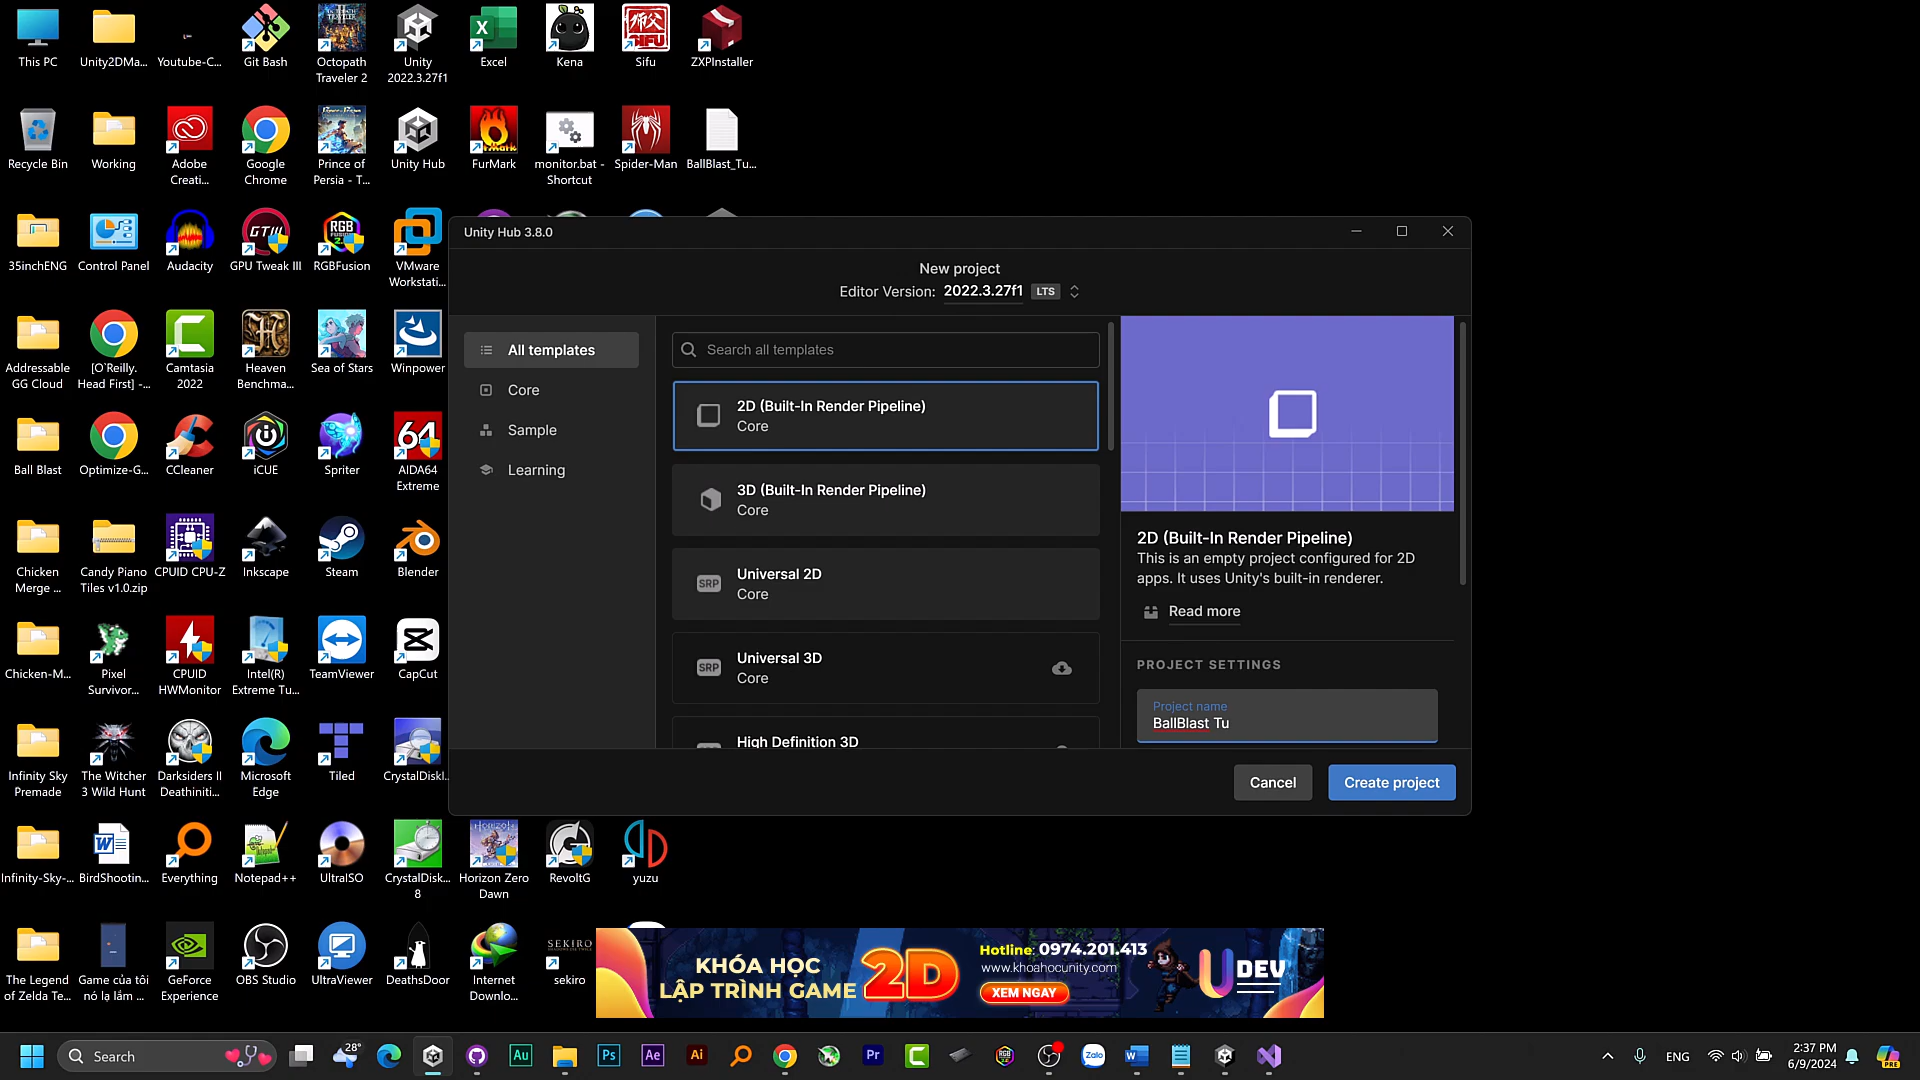 This PC
Unity2DMa...
Youtube-C...
Git Bash
Octopath
Traveler 2
Unity
2022.3.27f1
Excel
Kena
Sifu
ZXPInstaller
Recycle Bin
Working
Adobe
Creati...
Google
Chrome
Prince of
Persia - T...
Unity Hub
FurMark
monitor.bat -
Shortcut
Spider-Man
BallBlast_Tu...
35inchENG
Control Panel
Audacity
GPU Tweak III
RGBFusion
VMware
Workstati...
Addressable
GG Cloud
[O`Reilly.
Head First] -...
Camtasia
2022
Heaven
Benchma...
Sea of Stars
Winpower
Ball Blast
Optimize-G...
CCleaner
iCUE
Spriter
AIDA64
Extreme
Chicken
Merge ...
Candy Piano
Tiles v1.0.zip
CPUID CPU-Z
Inkscape
Steam
Blender
Chicken-M...
Pixel
Survivor...
CPUID
HWMonitor
Intel(R)
Extreme Tu...
TeamViewer
CapCut
Infinity Sky
Premade
The Witcher
3 Wild Hunt
Darksiders II
Deathiniti...
Microsoft
Edge
Tiled
CrystalDiskI...
Infinity-Sky-...
BirdShootin...
Everything
Notepad++
UltraISO
CrystalDisk...
8
Horizon Zero
Dawn
RevoltG
yuzu
The Legend
of Zelda Te...
Game của tôi
nó lạ lắm ...
GeForce
Experience
OBS Studio
UltraViewer
DeathsDoor
Internet
Downlo...
SEKIRO
sekiro
Unity Hub 3.8.0
New project
Editor Version: 2022.3.27f1 LTS
All templates
Core
Sample
Learning
Search all templates
2D (Built-In Render Pipeline)
Core
3D (Built-In Render Pipeline)
Core
SRP
Universal 2D
Core
SRP
Universal 3D
Core
High Definition 3D
2D (Built-In Render Pipeline)
This is an empty project configured for 2D
apps. It uses Unity's built-in renderer.
Read more
PROJECT SETTINGS
Project name
BallBlast Tu
Cancel
Create project
KHÓA HỌC
LẬP TRÌNH GAME
2D
Hotline: 0974.201.413
www.khoahocunity.com
XEM NGAY
UDEV
Search
28°
Au
Ps
Ae
Ai
Pr
Zalo
ENG
2:37 PM
6/9/2024
PRE